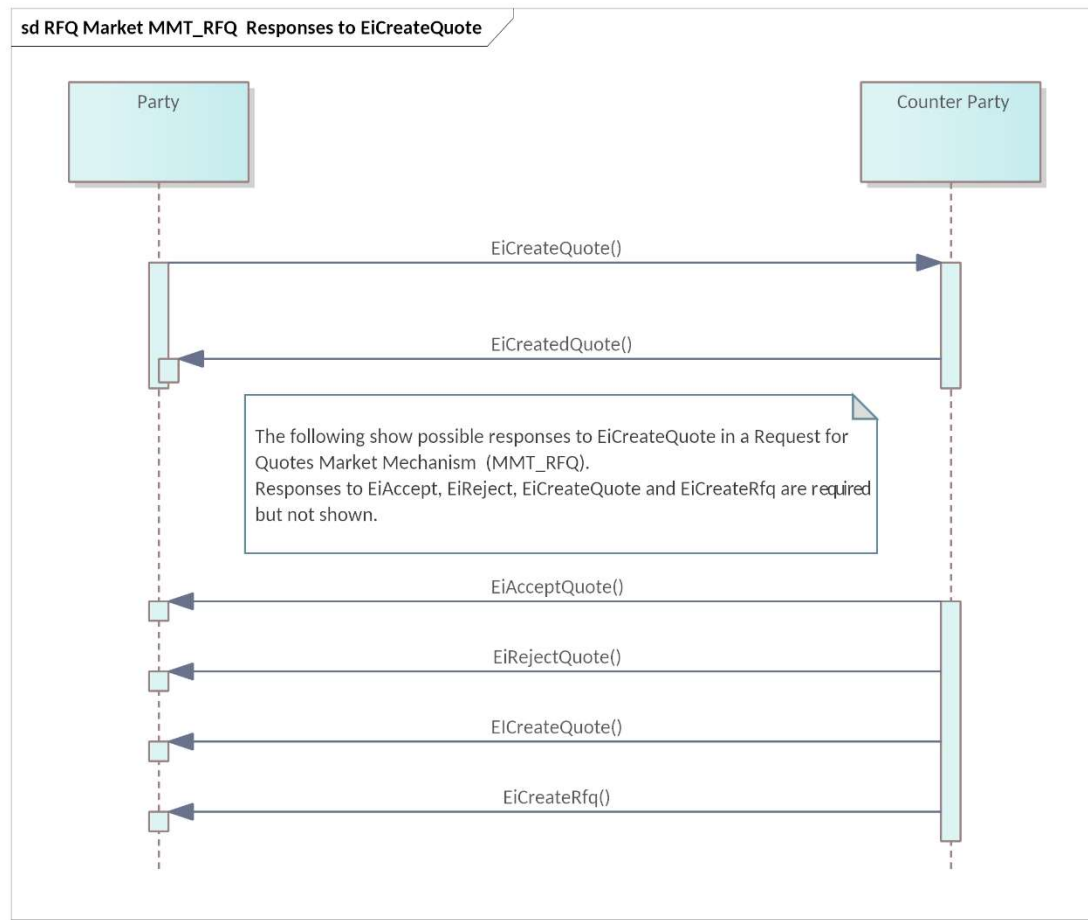 sd RFQ Market MMT_RFQ Responses to EiCreateQuote
Party
Counter Party
EiCreateQuote()
EiCreatedQuote()
The following show possible responses to EiCreateQuote in a Request for
Quotes Market Mechanism (MMT_RFQ).
Responses to EiAccept, EiReject, EiCreateQuote and EiCreateRfq are required
but not shown.
EiAcceptQuote()
EiRejectQuote()
EICreateQuote()
EiCreateRfq()